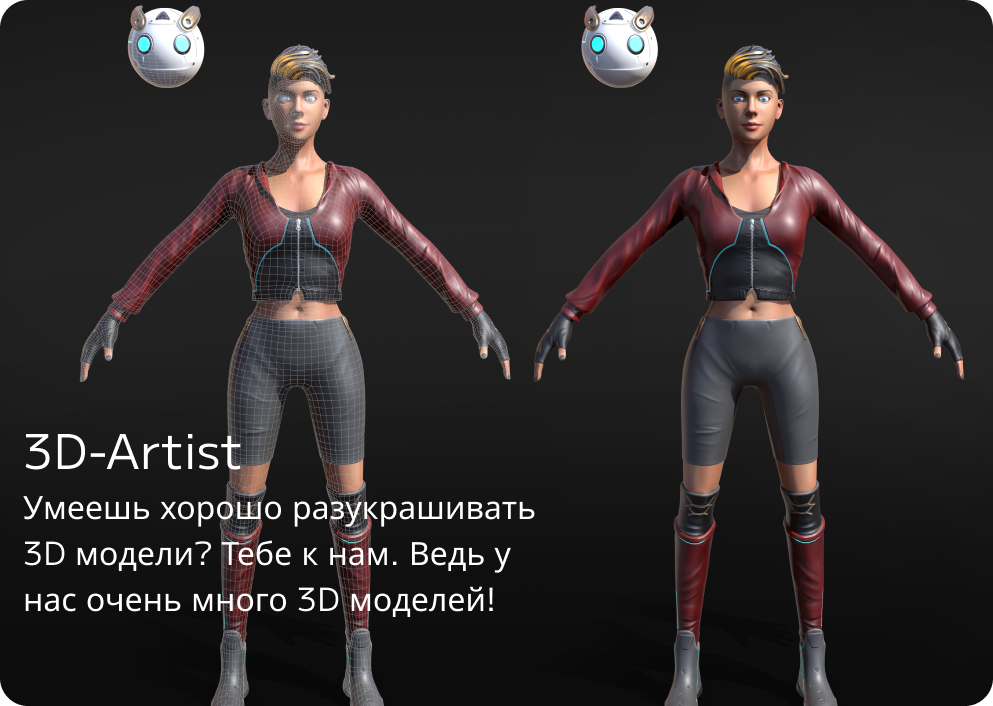 3D-Artist
Умеешь хорошо разукрашивать
3D модели? Тебе к нам. Ведь у
нас очень много 3D моделей!